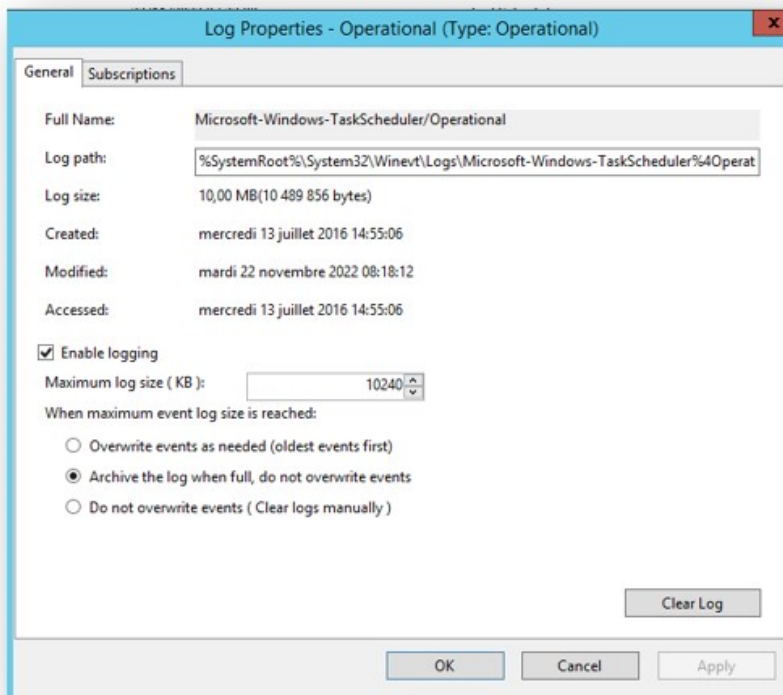 Log Properties - Operational (Type: Operational)
x
General Subscriptions
Full Name: Microsoft-Windows-TaskScheduler/Operational
Log path: %SystemRoot%\System32\Winevt\Logs\Microsoft-Windows-TaskScheduler%4Operat
Log size: 10,00 MB(10 489 856 bytes)
Created: mercredi 13 juillet 2016 14:55:06
Modified: mardi 22 novembre 2022 08:18:12
Accessed: mercredi 13 juillet 2016 14:55:06
Enable logging
Maximum log size ( KB ): 10240
When maximum event log size is reached:
Overwrite events as needed (oldest events first)
Archive the log when full, do not overwrite events
Do not overwrite events ( Clear logs manually )
Clear Log
OK Cancel Apply